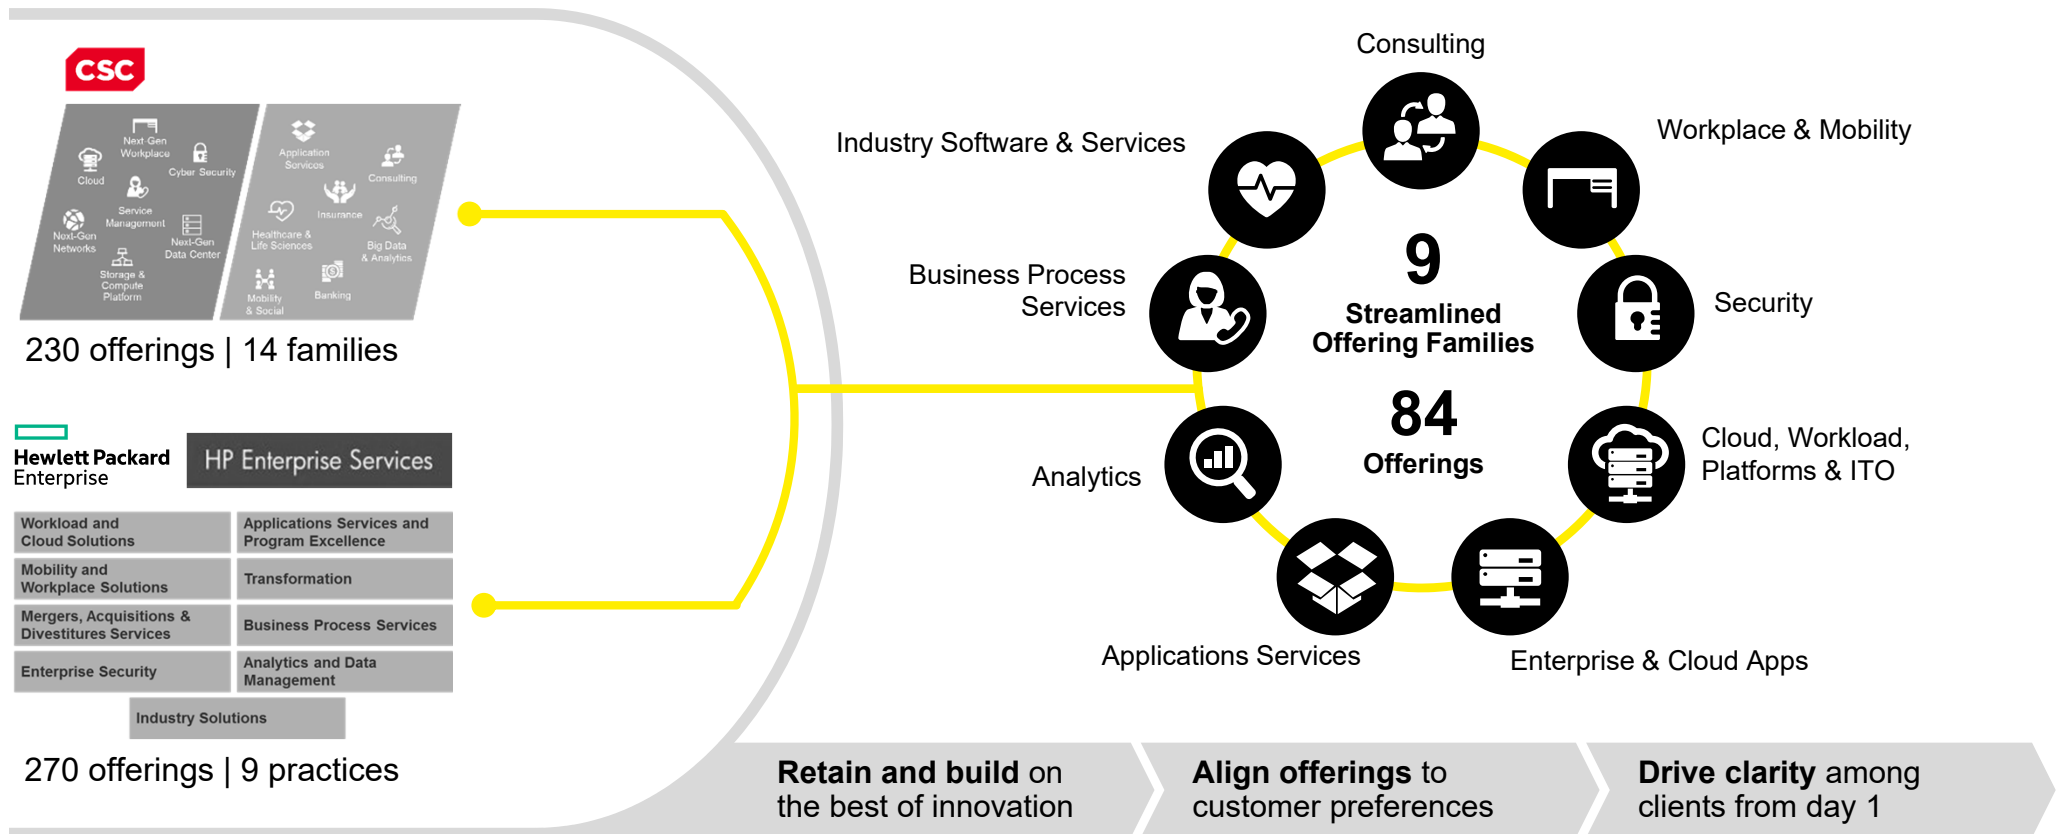 CSC
Next-Gen
Workplace
Cloud
Cyber Security
Service
Management
Next-Gen
Networks
Next-Gen
Data Center
Storage &
Compute
Platform
Application
Services
Consulting
Insurance
Healthcare &
Life Sciences
Big Data
& Analytics
Mobility
& Social
Banking
230 offerings | 14 families
Hewlett Packard
Enterprise
HP Enterprise Services
Workload and
Cloud Solutions
Applications Services and
Program Excellence
Mobility and
Workplace Solutions
Transformation
Mergers, Acquisitions &
Divestitures Services
Business Process Services
Enterprise Security
Analytics and Data
Management
Industry Solutions
270 offerings | 9 practices
Consulting
Workplace & Mobility
Security
Cloud, Workload,
Platforms & ITO
Enterprise & Cloud Apps
Applications Services
Analytics
Business Process
Services
Industry Software & Services
9
Streamlined
Offering Families
84
Offerings
Retain and build on
the best of innovation
Align offerings to
customer preferences
Drive clarity among
clients from day 1